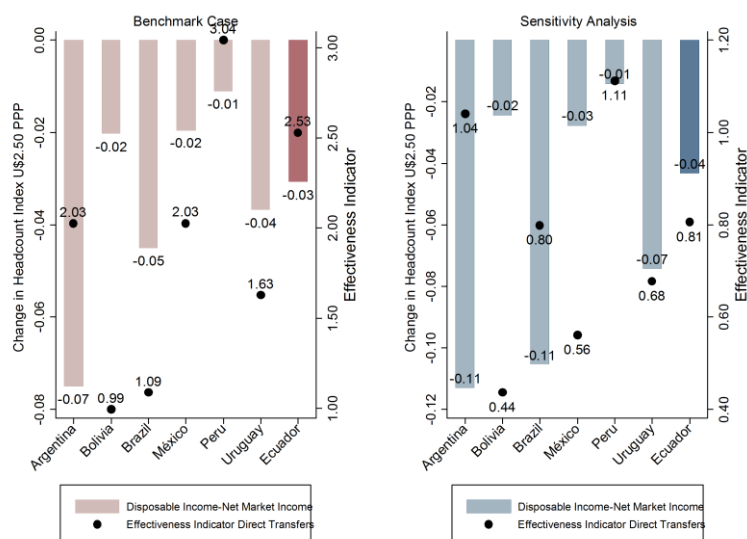 Benchmark Case
Change in Headcount Index U$2.50 PPP
0.00
-0.02
-0.04
-0.06
-0.08
3.04
-0.01
-0.02
-0.02
2.53
-0.03
2.03
2.03
-0.04
-0.05
1.63
-0.07
0.99
1.09
3.00
2.50
2.00
1.50
1.00
Effectiveness Indicator
Argentina
Bolivia
Brazil
México
Peru
Uruguay
Ecuador
Disposable Income-Net Market Income
Effectiveness Indicator Direct Transfers
Sensitivity Analysis
Change in Headcount Index U$2.50 PPP
-0.02
-0.04
-0.06
-0.08
-0.10
-0.12
-0.01
1.11
-0.02
1.04
-0.03
-0.04
0.80
0.81
-0.07
0.68
0.56
-0.11
-0.11
0.44
1.20
1.00
0.80
0.60
0.40
Effectiveness Indicator
Argentina
Bolivia
Brazil
México
Peru
Uruguay
Ecuador
Disposable Income-Net Market Income
Effectiveness Indicator Direct Transfers